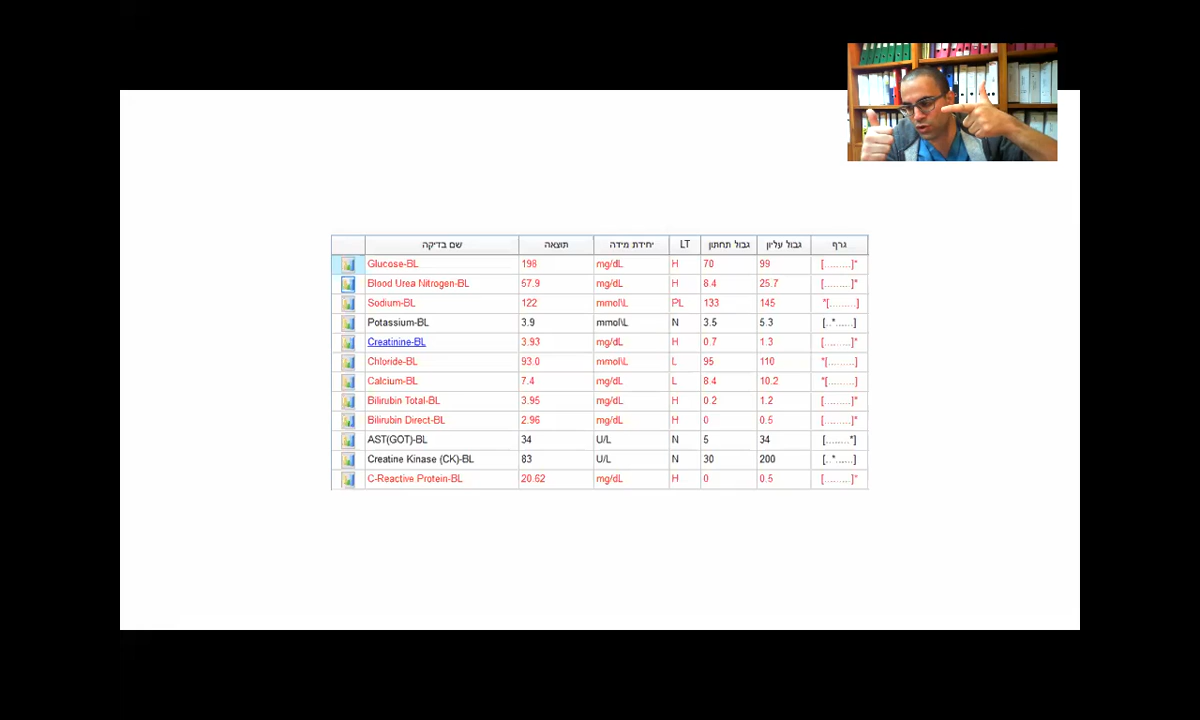 שם בדיקה תוצאה יחידת מידה LT גבול תחתון גבול עליון גרף
Glucose-BL 198 mg/dL H 70 99 [.........]*
Blood Urea Nitrogen-BL 57.9 mg/dL H 8.4 25.7 [.........]*
Sodium-BL 122 mmol\L PL 133 145 *[.........]
Potassium-BL 3.9 mmol\L N 3.5 5.3 [..*......]
Creatinine-BL 3.93 mg/dL H 0.7 1.3 [.........]*
Chloride-BL 93.0 mmol\L L 95 110 *[.........]
Calcium-BL 7.4 mg/dL L 8.4 10.2 *[.........]
Bilirubin Total-BL 3.95 mg/dL H 0.2 1.2 [.........]*
Bilirubin Direct-BL 2.96 mg/dL H 0 0.5 [.........]*
AST(GOT)-BL 34 U/L N 5 34 [........*]
Creatine Kinase (CK)-BL 83 U/L N 30 200 [..*......]
C-Reactive Protein-BL 20.62 mg/dL H 0 0.5 [.........]*